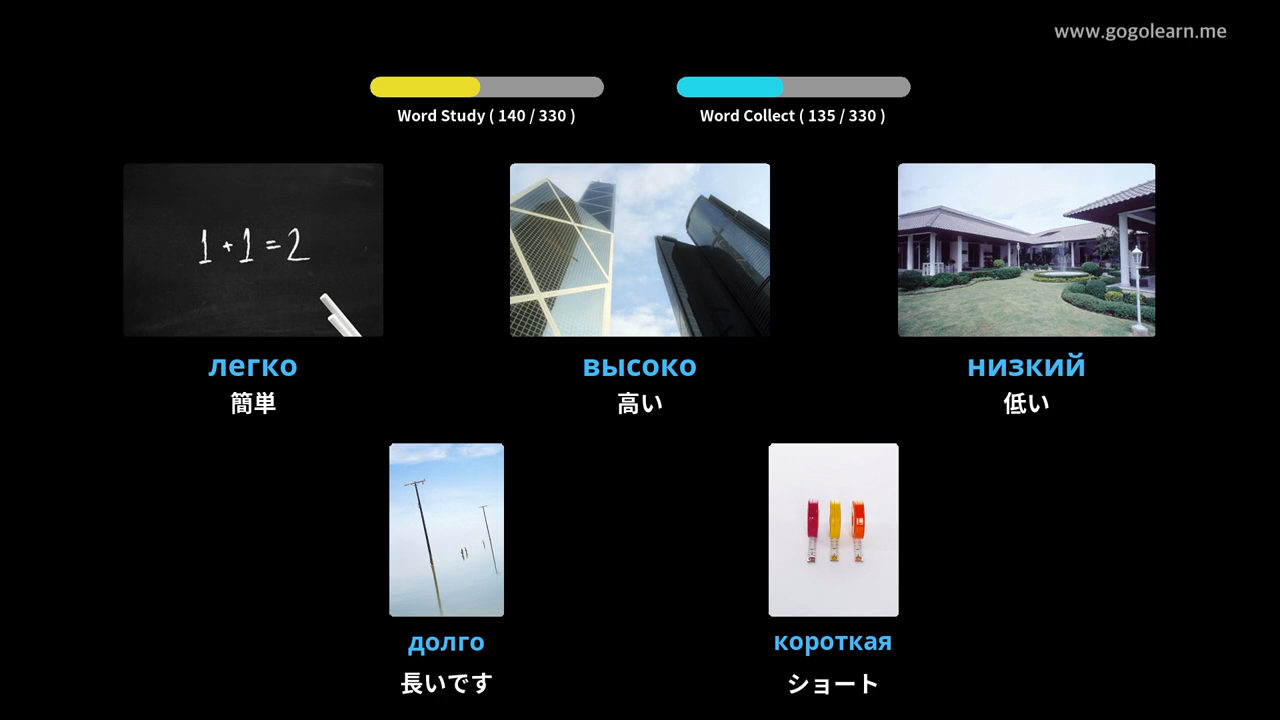 www.gogolearn.me
Word Study ( 140 / 330 )
Word Collect ( 135 / 330 )
1 + 1 = 2
легко
высоко
низкий
簡単
高い
低い
долго
короткая
長いです
ショート